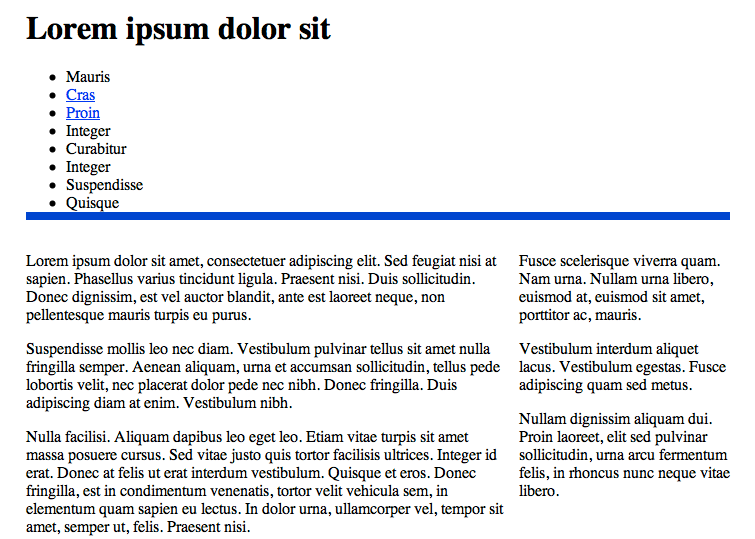 Lorem ipsum dolor sit
Mauris
Cras
Proin
Integer
Curabitur
Integer
Suspendisse
Quisque
Lorem ipsum dolor sit amet, consectetuer adipiscing elit. Sed feugiat nisi at
sapien. Phasellus varius tincidunt ligula. Praesent nisi. Duis sollicitudin.
Donec dignissim, est vel auctor blandit, ante est laoreet neque, non
pellentesque mauris turpis eu purus.
Suspendisse mollis leo nec diam. Vestibulum pulvinar tellus sit amet nulla
fringilla semper. Aenean aliquam, urna et accumsan sollicitudin, tellus pede
lobortis velit, nec placerat dolor pede nec nibh. Donec fringilla. Duis
adipiscing diam at enim. Vestibulum nibh.
Nulla facilisi. Aliquam dapibus leo eget leo. Etiam vitae turpis sit amet
massa posuere cursus. Sed vitae justo quis tortor facilisis ultrices. Integer id
erat. Donec at felis ut erat interdum vestibulum. Quisque et eros. Donec
fringilla, est in condimentum venenatis, tortor velit vehicula sem, in
elementum quam sapien eu lectus. In dolor urna, ullamcorper vel, tempor sit
amet, semper ut, felis. Praesent nisi.
Fusce scelerisque viverra quam.
Nam urna. Nullam urna libero,
euismod at, euismod sit amet,
porttitor ac, mauris.
Vestibulum interdum aliquet
lacus. Vestibulum egestas. Fusce
adipiscing quam sed metus.
Nullam dignissim aliquam dui.
Proin laoreet, elit sed pulvinar
sollicitudin, urna arcu fermentum
felis, in rhoncus nunc neque vitae
libero.